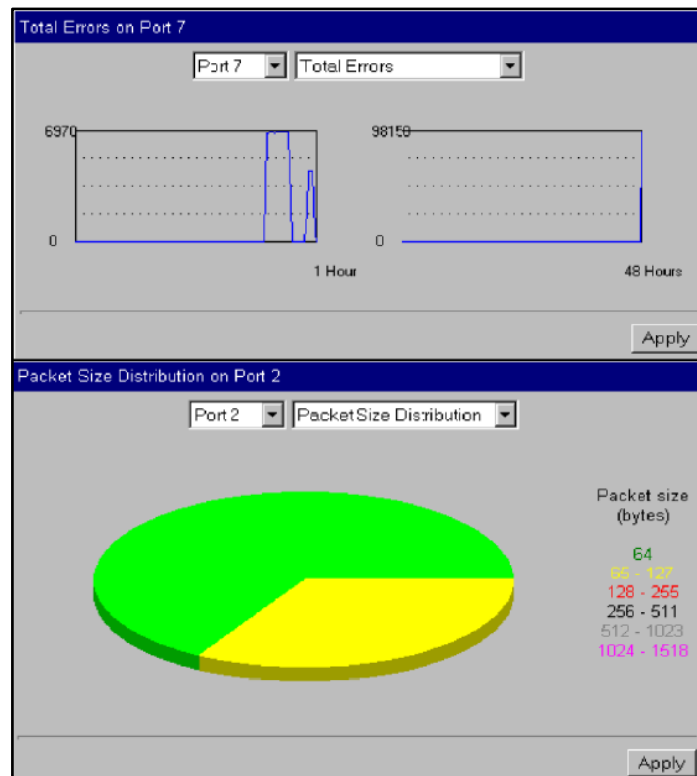 Total Errors on Port 7
Port 7 Total Errors
6970 98150
0 0
1 Hour 48 Hours
Apply
Packet Size Distribution on Port 2
Port 2 Packet Size Distribution
Packet size
(bytes)
64
65 - 127
128 - 255
256 - 511
512 - 1023
1024 - 1518
Apply